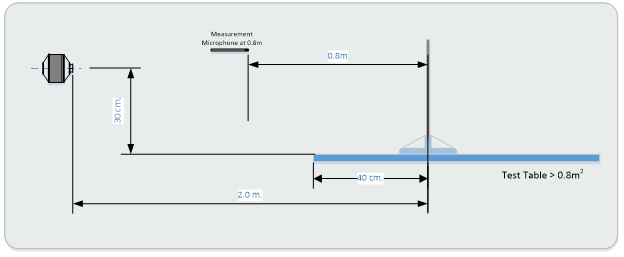 Measurement
Microphone at 0.8m
0.8m
30 cm.
40 cm.
Test Table > 0.8m²
2.0 m.